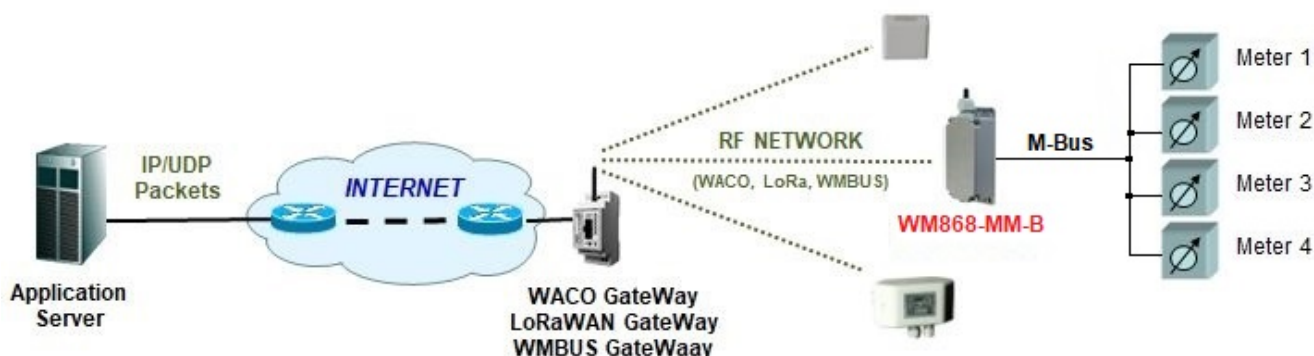 IP/UDP
Packets
INTERNET
RF NETWORK
(WACO, LoRa, WMBUS)
WM868-MM-B
M-Bus
Meter 1
Meter 2
Meter 3
Meter 4
Application
Server
WACO GateWay
LoRaWAN GateWay
WMBUS GateWaay